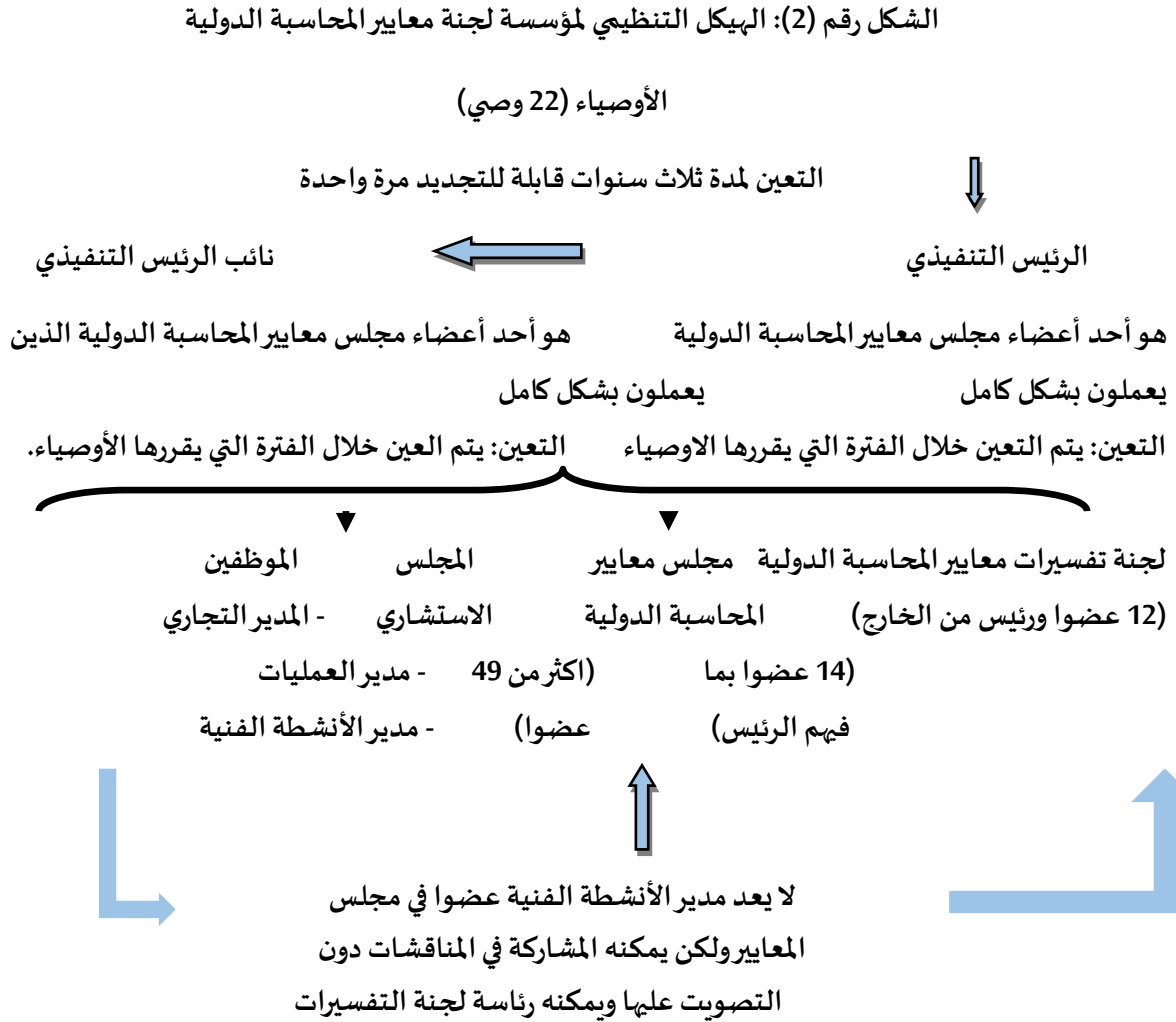 الشكل رقم (2): الهيكل التنظيمي لمؤسسة لجنة معايير المحاسبة الدولية
الأوصياء (22 وصي)
التعين لمدة ثلاث سنوات قابلة للتجديد مرة واحدة
الرئيس التنفيذي نائب الرئيس التنفيذي
هو أحد أعضاء مجلس معايير المحاسبة الدولية هو أحد أعضاء مجلس معايير المحاسبة الدولية الذين
يعملون بشكل كامل يعملون بشكل كامل
التعين: يتم التعين خلال الفترة التي يقررها الاوصياء التعين: يتم العين خلال الفترة التي يقررها الأوصياء.
لجنة تفسيرات معايير المحاسبة الدولية مجلس معايير المجلس الموظفين
(12 عضوا ورئيس من الخارج) المحاسبة الدولية الاستشاري - المدير التجاري
(14 عضوا بما (اكثر من 49 - مدير العمليات
فيهم الرئيس) عضوا) - مدير الأنشطة الفنية
لا يعد مدير الأنشطة الفنية عضوا في مجلس
المعايير ولكن يمكنه المشاركة في المناقشات دون
التصويت عليها ويمكنه رئاسة لجنة التفسيرات